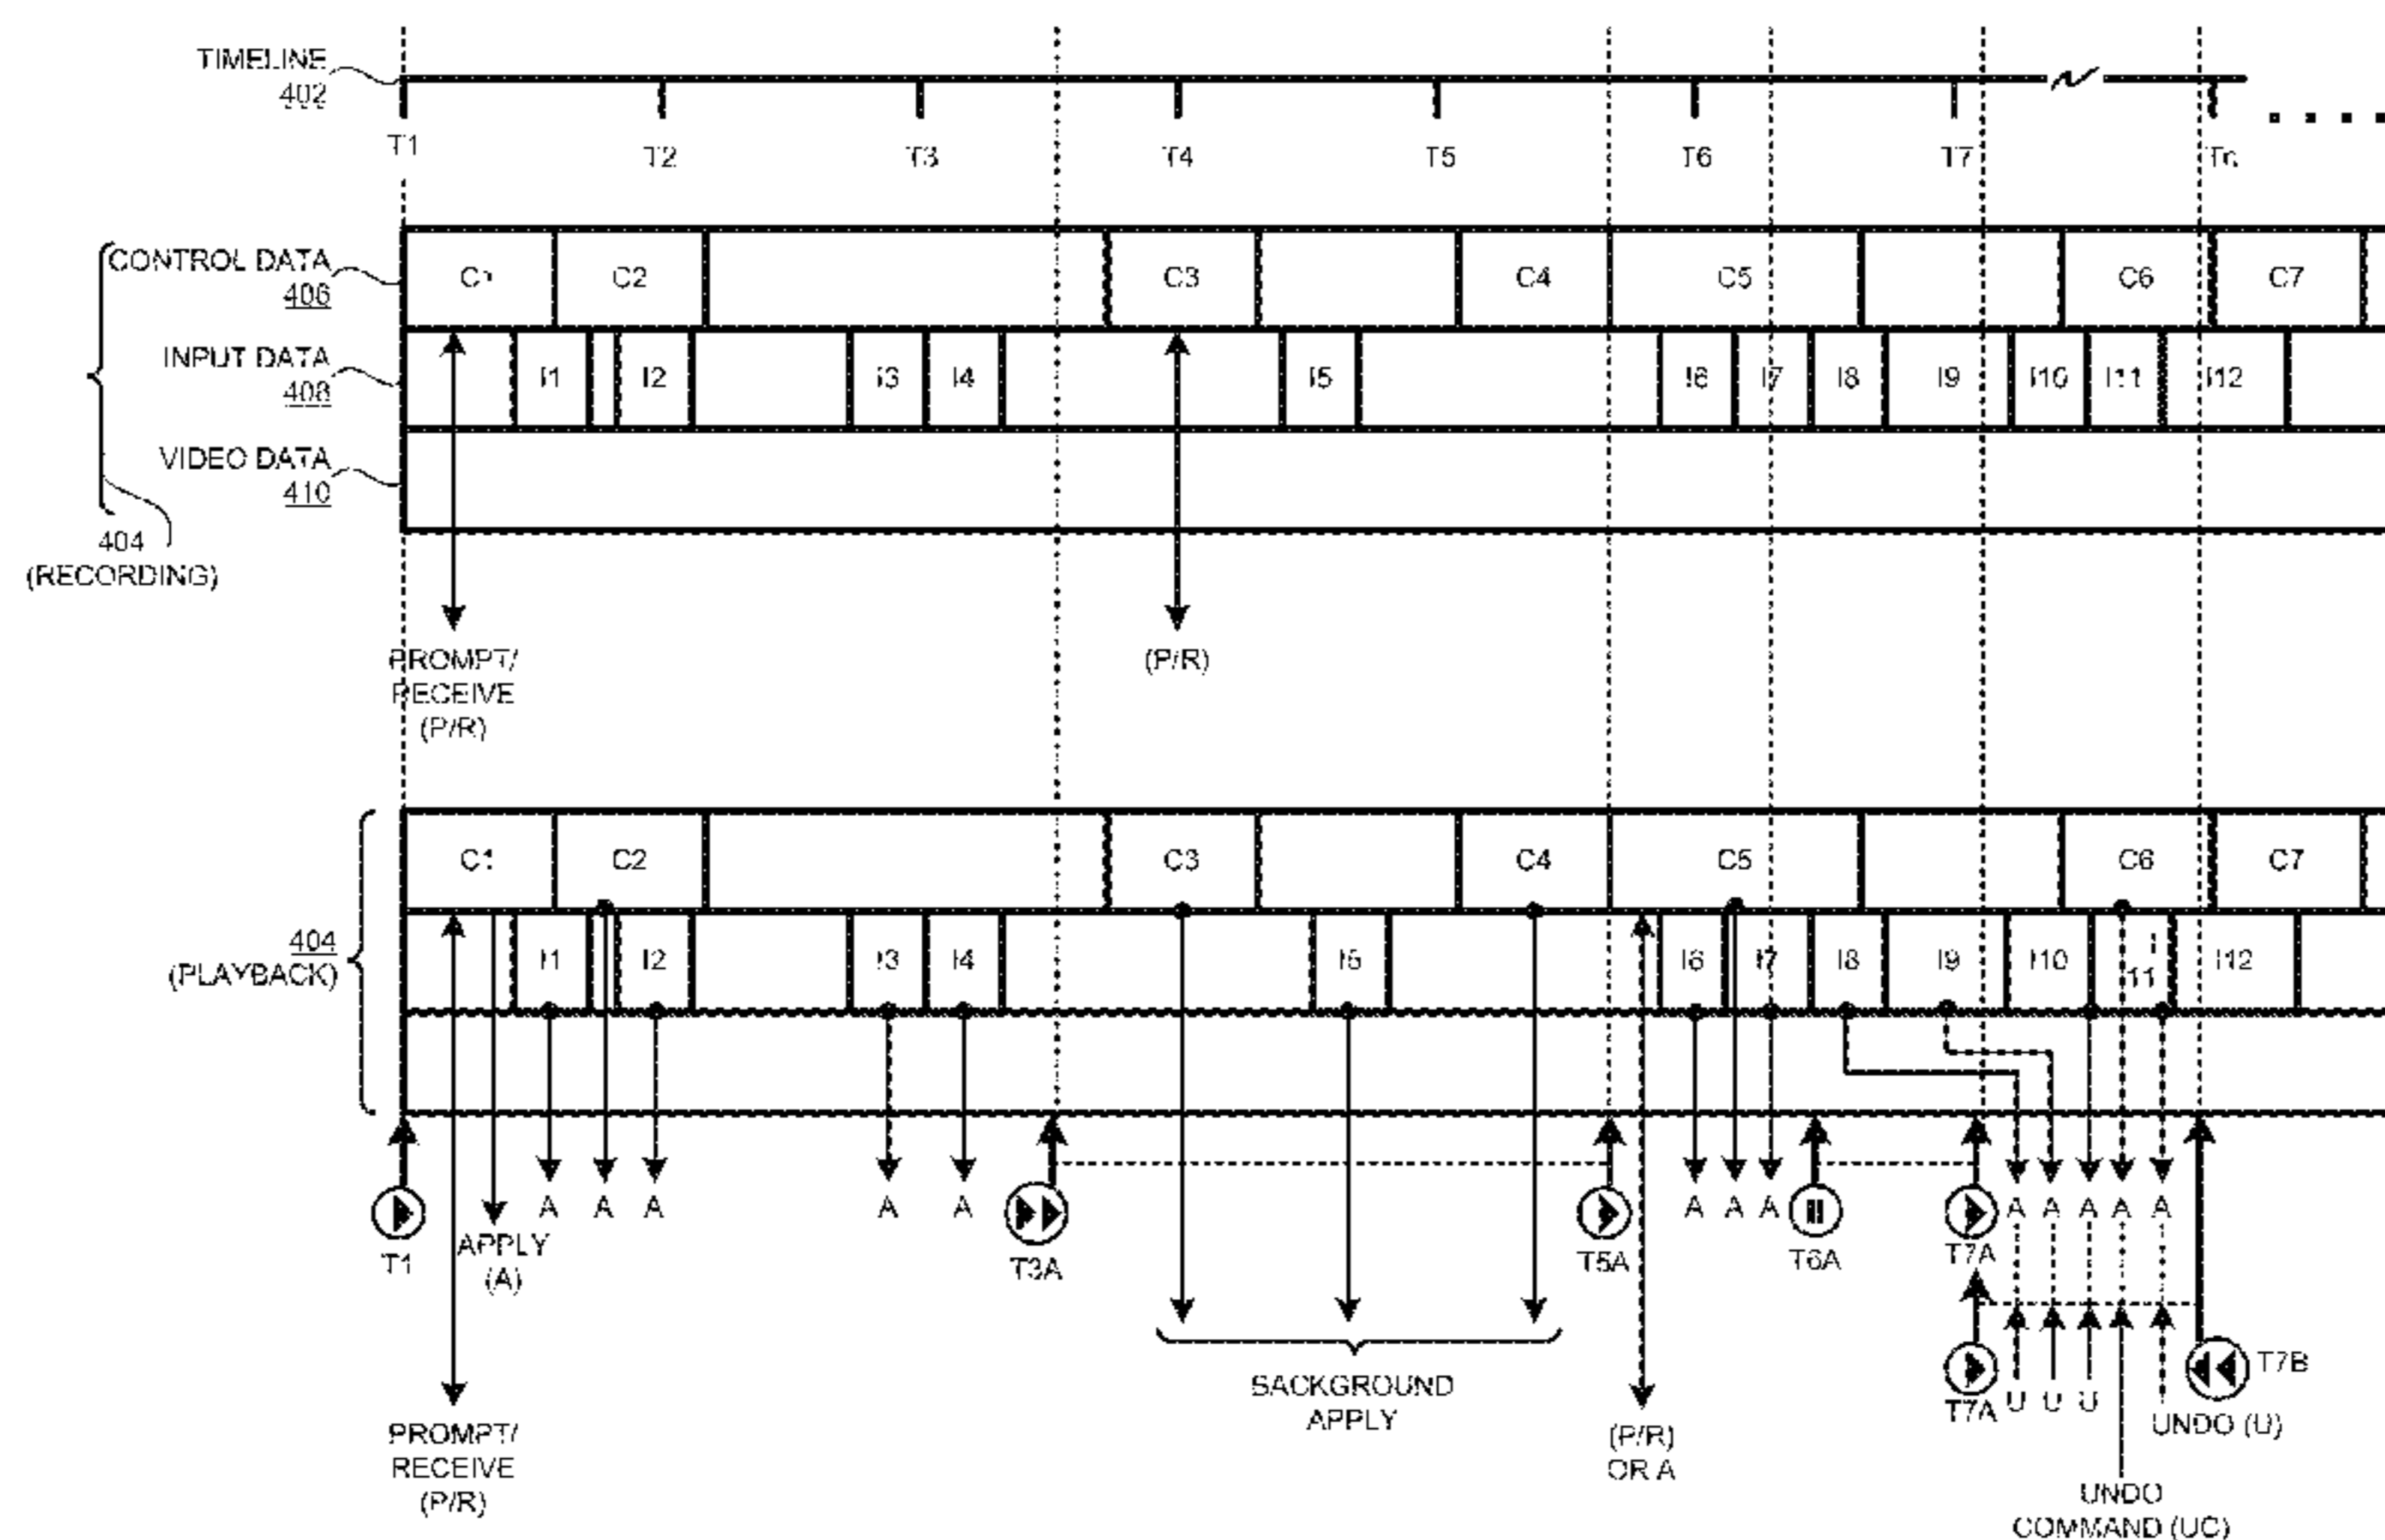 TIMELINE
402
T1 T2 T3 T4 T5 T6 T7 Tn
CONTROL DATA
406
C1 C2 C3 C4 C5 C6 C7
INPUT DATA
408
I1 I2 I3 I4 I5 I6 I7 I8 I9 I10 I11 I12
VIDEO DATA
410
404
(RECORDING)
PROMPT/
RECEIVE
(P/R)
(P/R)
C1 C2 C3 C4 C5 C6 C7
404
(PLAYBACK)
I1 I2 I3 I4 I5 I6 I7 I8 I9 I10 I11 I12
A A A A A A A A A A A A A
T1
APPLY
(A)
T3A
T5A
T6A
T7A
BACKGROUND
APPLY
T7B
T7A
U U U
UNDO (U)
PROMPT/
RECEIVE
(P/R)
(P/R)
OR A
UNDO
COMMAND (UC)